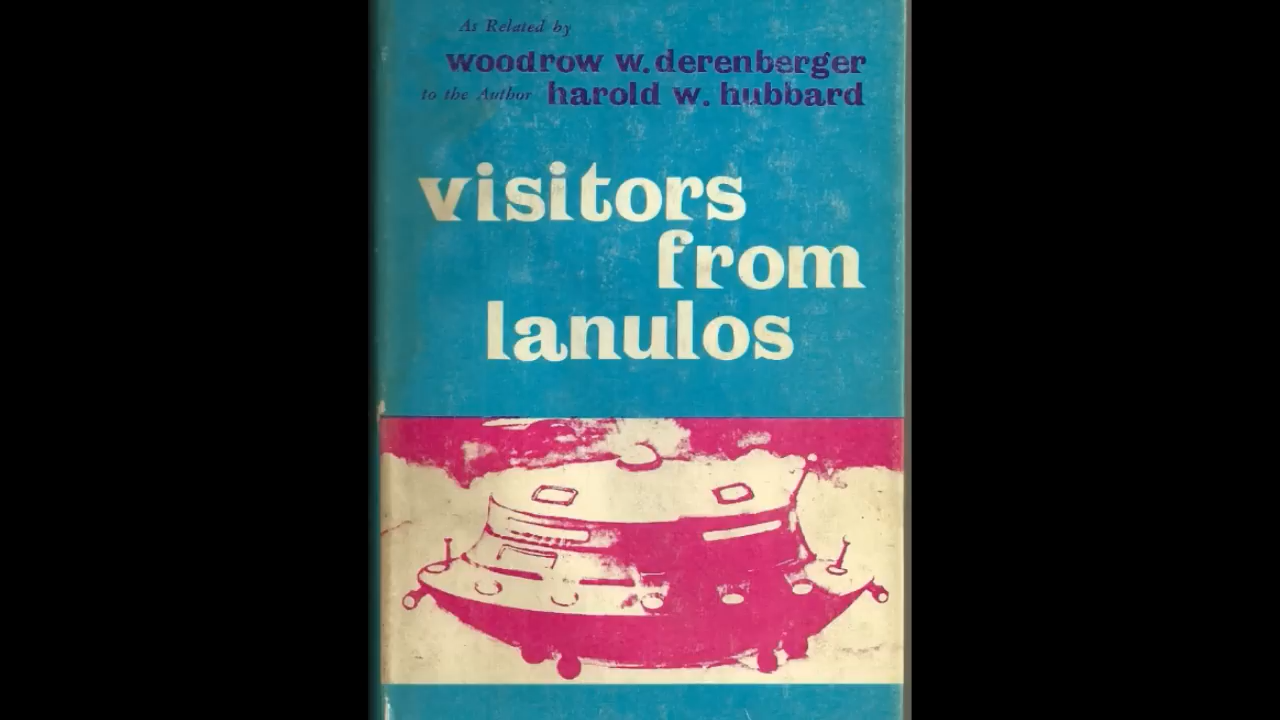 As Related by
woodrow w. derenberger
to the Author harold w. hubbard
visitors
from
lanulos